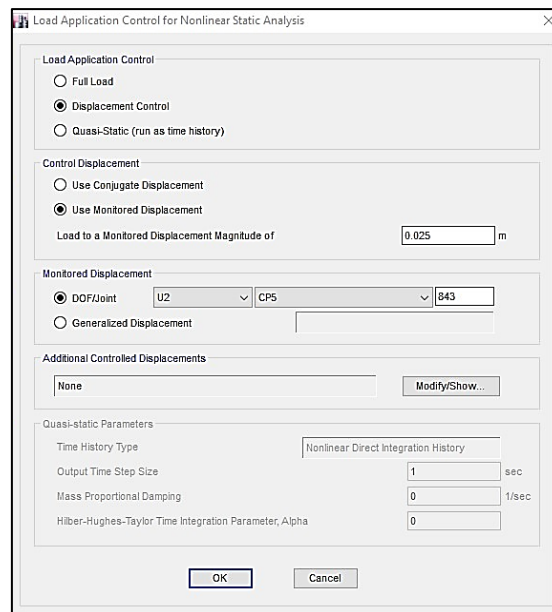 Load Application Control for Nonlinear Static Analysis
Load Application Control
Full Load
Displacement Control
Quasi-Static (run as time history)
Control Displacement
Use Conjugate Displacement
Use Monitored Displacement
Load to a Monitored Displacement Magnitude of 0.025 m
Monitored Displacement
DOF/Joint U2 CP5 843
Generalized Displacement
Additional Controlled Displacements
None Modify/Show...
Quasi-static Parameters
Time History Type Nonlinear Direct Integration History
Output Time Step Size 1 sec
Mass Proportional Damping 0 1/sec
Hilber-Hughes-Taylor Time Integration Parameter, Alpha 0
OK Cancel